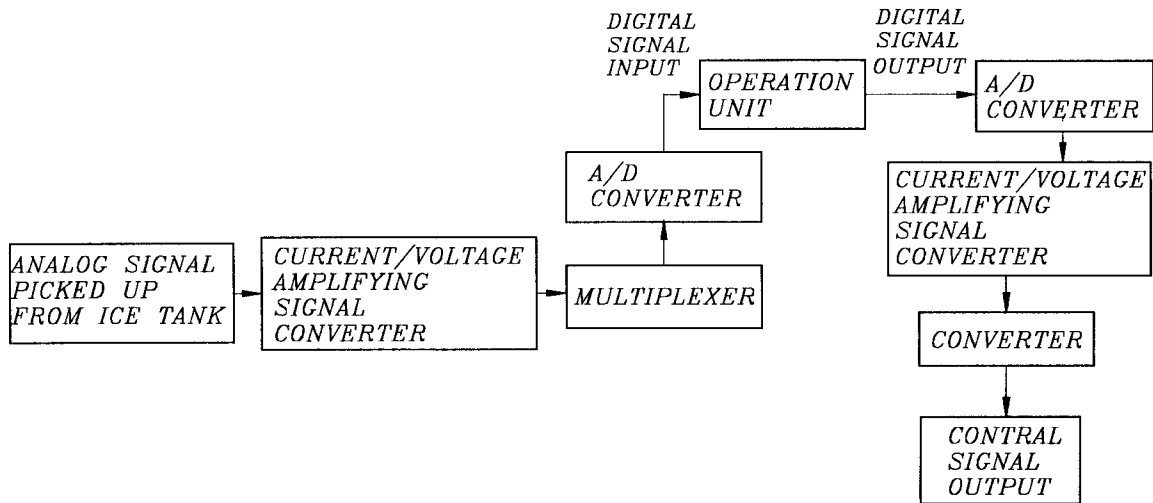 ANALOG SIGNAL
PICKED UP
FROM ICE TANK
CURRENT/VOLTAGE
AMPLIFYING
SIGNAL
CONVERTER
MULTIPLEXER
A/D
CONVERTER
DIGITAL
SIGNAL
INPUT
OPERATION
UNIT
DIGITAL
SIGNAL
OUTPUT
A/D
CONVERTER
CURRENT/VOLTAGE
AMPLIFYING
SIGNAL
CONVERTER
CONVERTER
CONTRAL
SIGNAL
OUTPUT